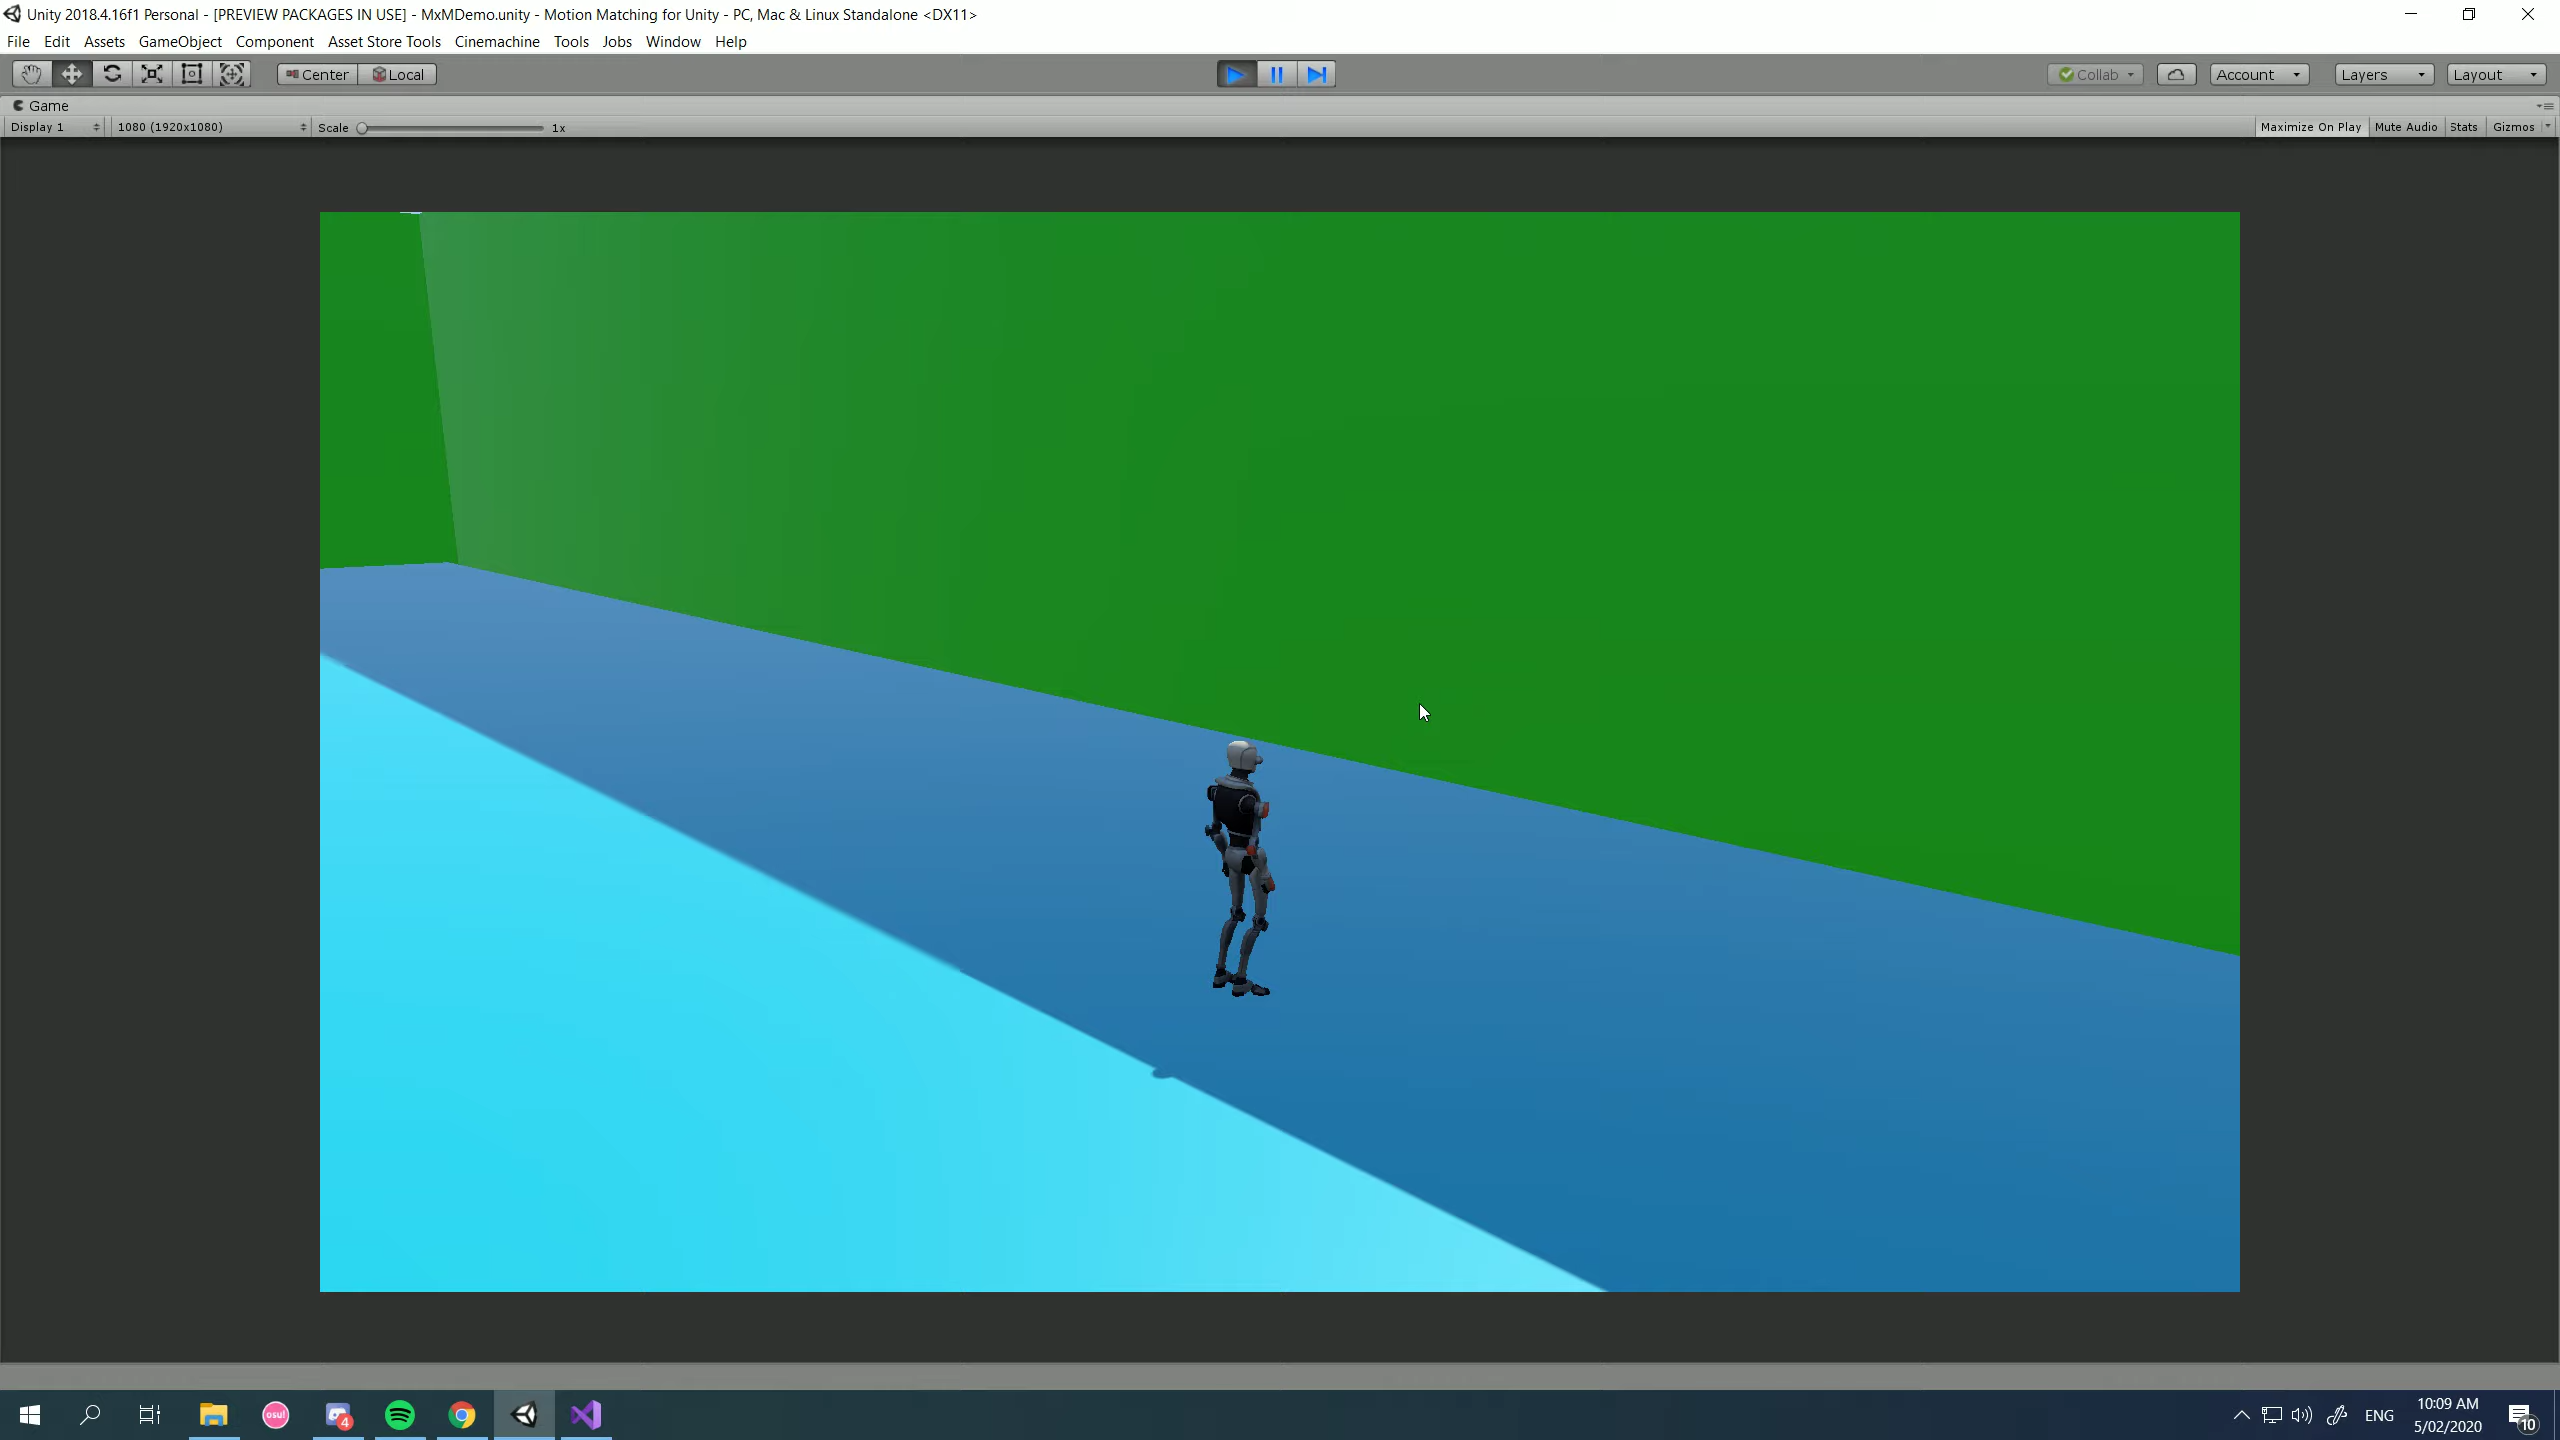 Unity 2018.4.16f1 Personal - [PREVIEW PACKAGES IN USE] - MxMDemo.unity - Motion Matching for Unity - PC, Mac & Linux Standalone <DX11>
File Edit Assets GameObject Component Asset Store Tools Cinemachine Tools Jobs Window Help
Center Local Collab Account Layers Layout
Game
Display 1 1080 (1920x1080) Scale 1x Maximize On Play Mute Audio Stats Gizmos
osu! 4 ENG 10:09 AM 10
5/02/2020